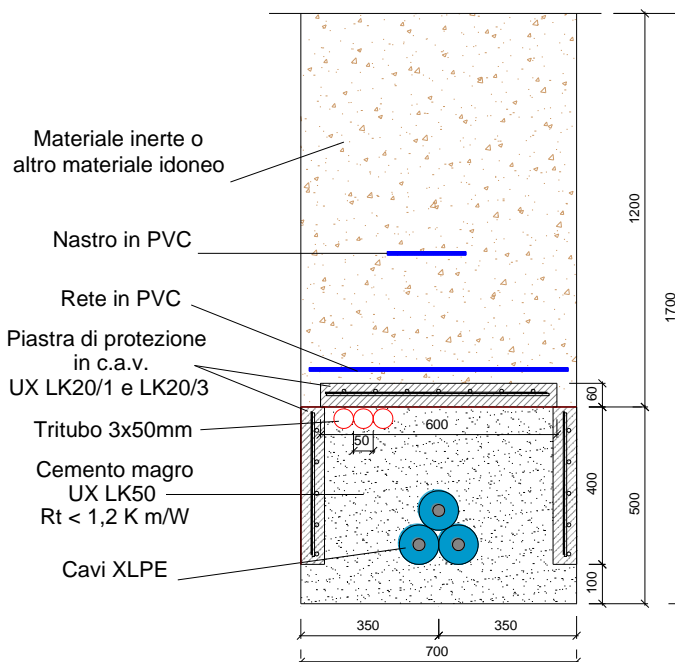 Materiale inerte o
altro materiale idoneo
1200
Nastro in PVC
Rete in PVC
1700
Piastra di protezione
in c.a.v.
UX LK20/1 e LK20/3
60
Tritubo 3x50mm
600
50
Cemento magro
UX LK50
Rt < 1,2 K m/W
400
500
Cavi XLPE
100
350
350
700